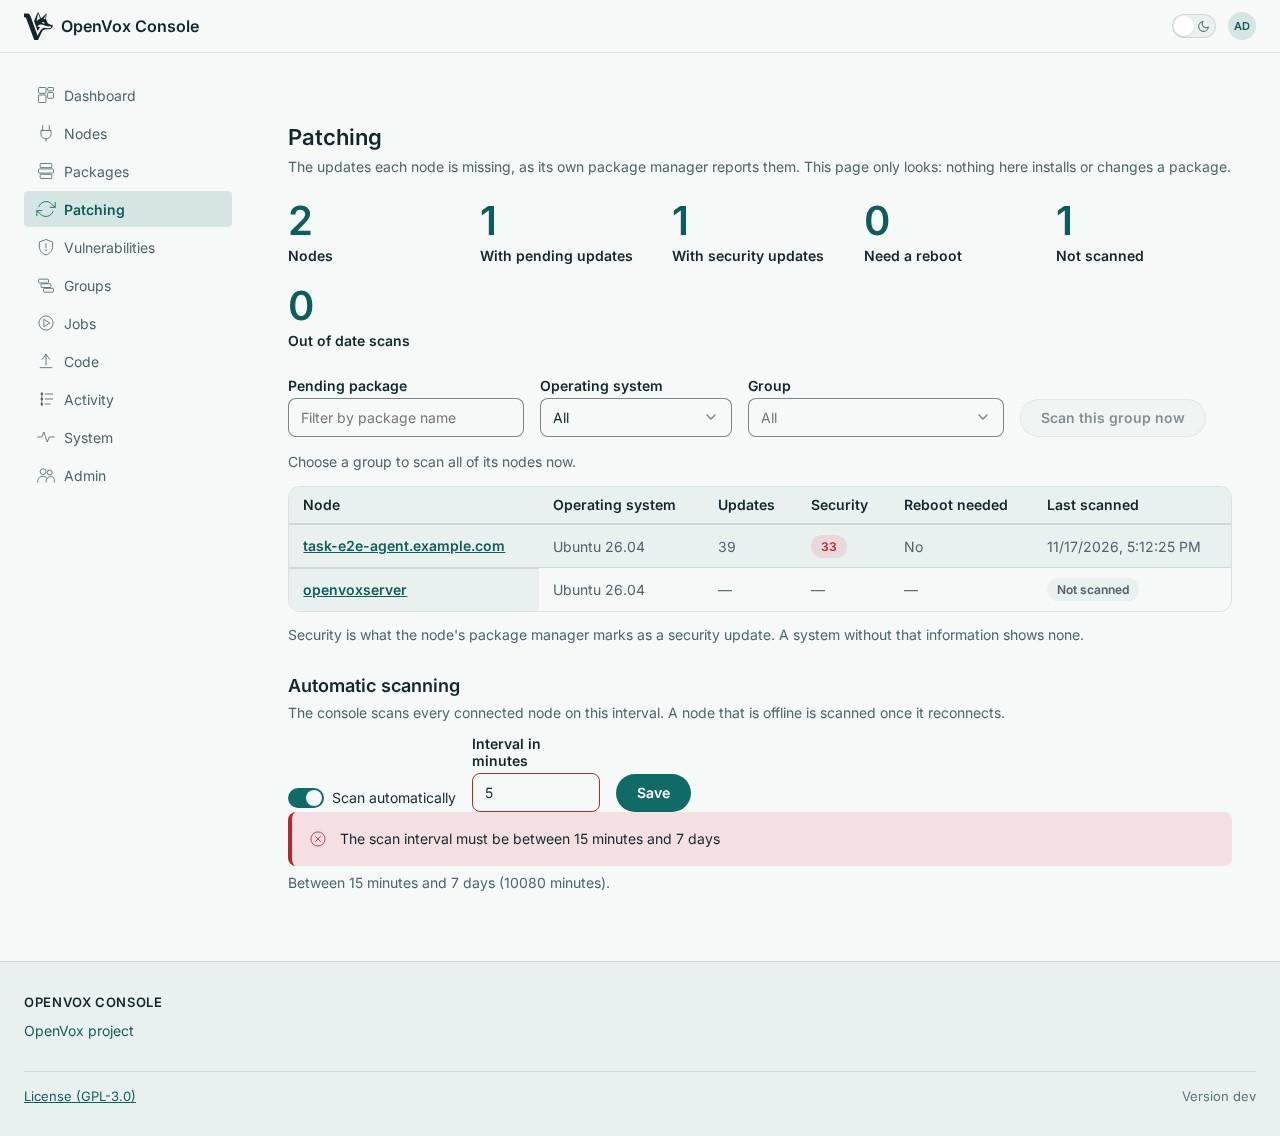 OpenVox Console
AD
Dashboard
Nodes
Packages
Patching
Vulnerabilities
Groups
Jobs
Code
Activity
System
Admin
Patching
The updates each node is missing, as its own package manager reports them. This page only looks: nothing here installs or changes a package.
2 1 1 0 1
Nodes With pending updates With security updates Need a reboot Not scanned
0
Out of date scans
Pending package Operating system Group
Filter by package name All All Scan this group now
Choose a group to scan all of its nodes now.
Node Operating system Updates Security Reboot needed Last scanned
task-e2e-agent.example.com Ubuntu 26.04 39 33 No 11/17/2026, 5:12:25 PM
openvoxserver Ubuntu 26.04 — — — Not scanned
Security is what the node's package manager marks as a security update. A system without that information shows none.
Automatic scanning
The console scans every connected node on this interval. A node that is offline is scanned once it reconnects.
Interval in
minutes
Scan automatically 5 Save
The scan interval must be between 15 minutes and 7 days
Between 15 minutes and 7 days (10080 minutes).
OPENVOX CONSOLE
OpenVox project
License (GPL-3.0) Version dev